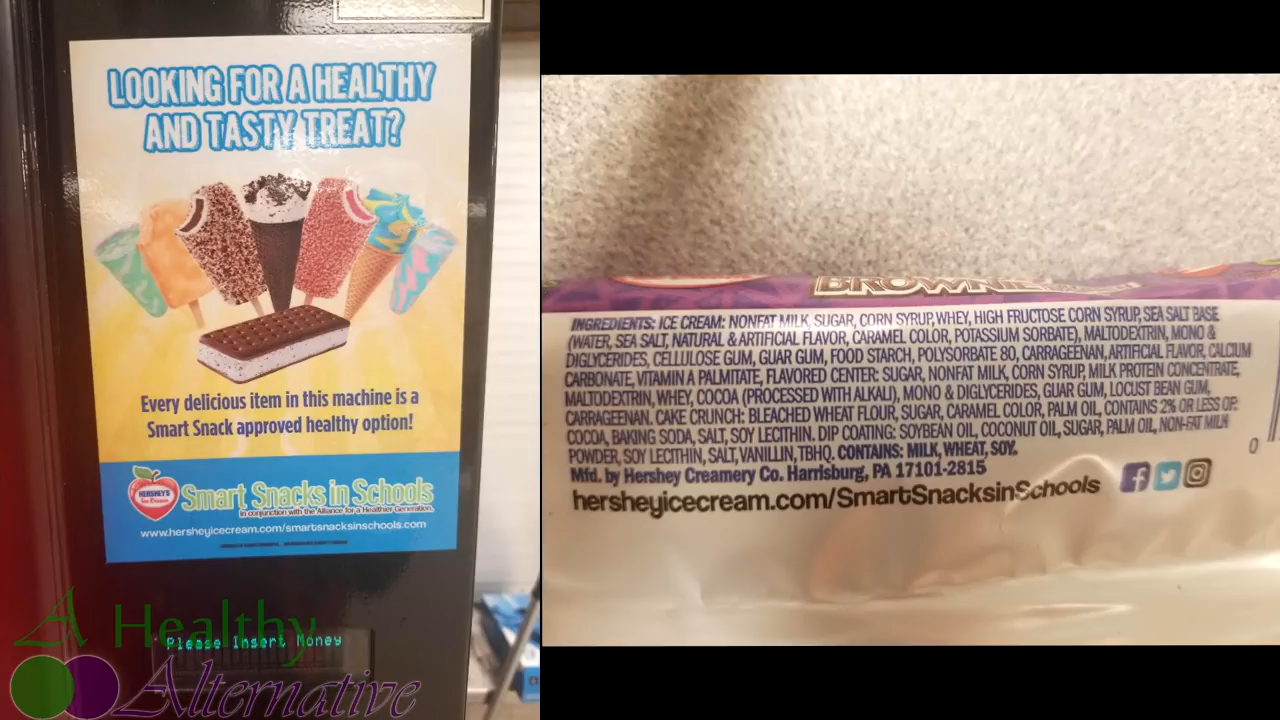 LOOKING FOR A HEALTHY
AND TASTY TREAT?
Every delicious item in this machine is a
Smart Snack approved healthy option!
HERSHEY'S
Ice Cream
Smart Snacks in Schools
in conjunction with the Alliance for a Healthier Generation.
www.hersheyicecream.com/smartsnacksinschools.com
Please Insert Money
A Healthy
Alternative
BROWNIE
INGREDIENTS: ICE CREAM: NONFAT MILK, SUGAR, CORN SYRUP, WHEY, HIGH FRUCTOSE CORN SYRUP, SEA SALT BASE
(WATER, SEA SALT, NATURAL & ARTIFICIAL FLAVOR, CARAMEL COLOR, POTASSIUM SORBATE), MALTODEXTRIN, MONO &
DIGLYCERIDES, CELLULOSE GUM, GUAR GUM, FOOD STARCH, POLYSORBATE 80, CARRAGEENAN, ARTIFICIAL FLAVOR, CALCIUM
CARBONATE, VITAMIN A PALMITATE, FLAVORED CENTER: SUGAR, NONFAT MILK, CORN SYRUP, MILK PROTEIN CONCENTRATE,
MALTODEXTRIN, WHEY, COCOA (PROCESSED WITH ALKALI), MONO & DIGLYCERIDES, GUAR GUM, LOCUST BEAN GUM,
CARRAGEENAN. CAKE CRUNCH: BLEACHED WHEAT FLOUR, SUGAR, CARAMEL COLOR, PALM OIL, CONTAINS 2% OR LESS OF:
COCOA, BAKING SODA, SALT, SOY LECITHIN. DIP COATING: SOYBEAN OIL, COCONUT OIL, SUGAR, PALM OIL, NON-FAT MILK
POWDER, SOY LECITHIN, SALT, VANILLIN, TBHQ. CONTAINS: MILK, WHEAT, SOY.
Mfd. by Hershey Creamery Co. Harrisburg, PA 17101-2815
hersheyicecream.com/SmartSnacksinSchools
0